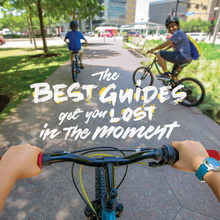 The
BEST GUIDES
get you LOST
in the moment